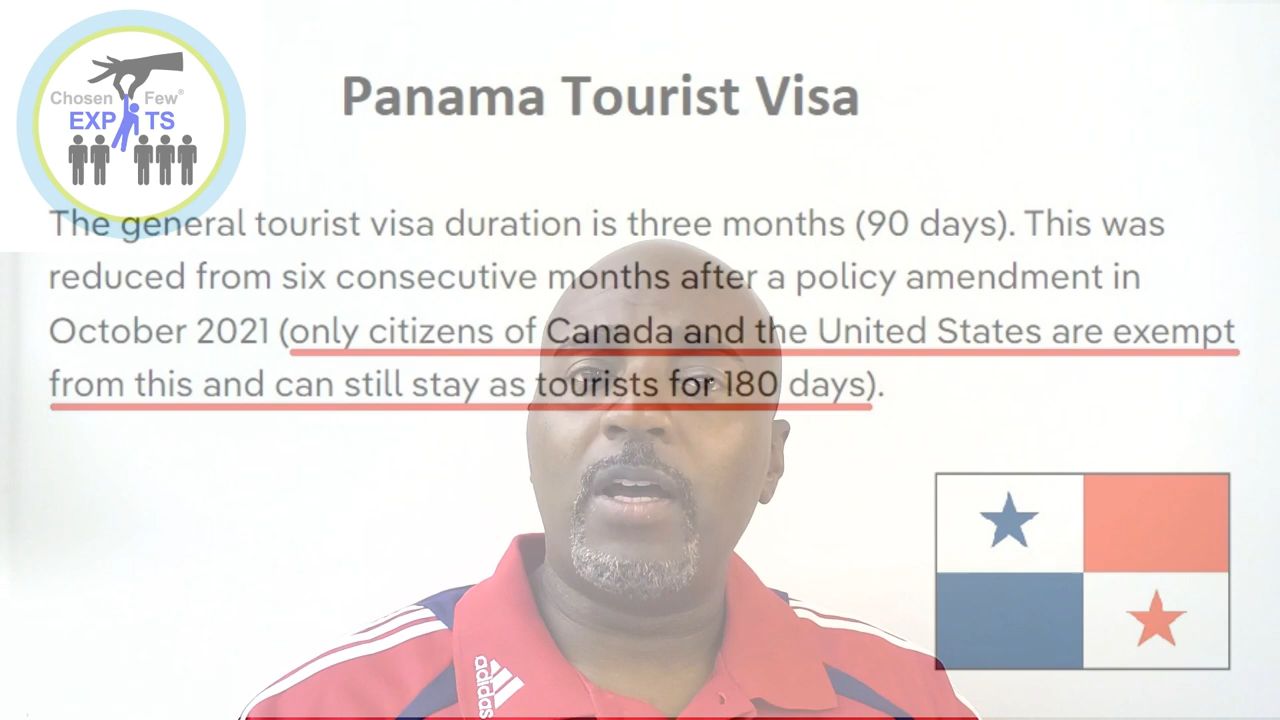 Chosen Few®
EXP TS
Panama Tourist Visa
The general tourist visa duration is three months (90 days). This was
reduced from six consecutive months after a policy amendment in
October 2021 (only citizens of Canada and the United States are exempt
from this and can still stay as tourists for 180 days).
adidas